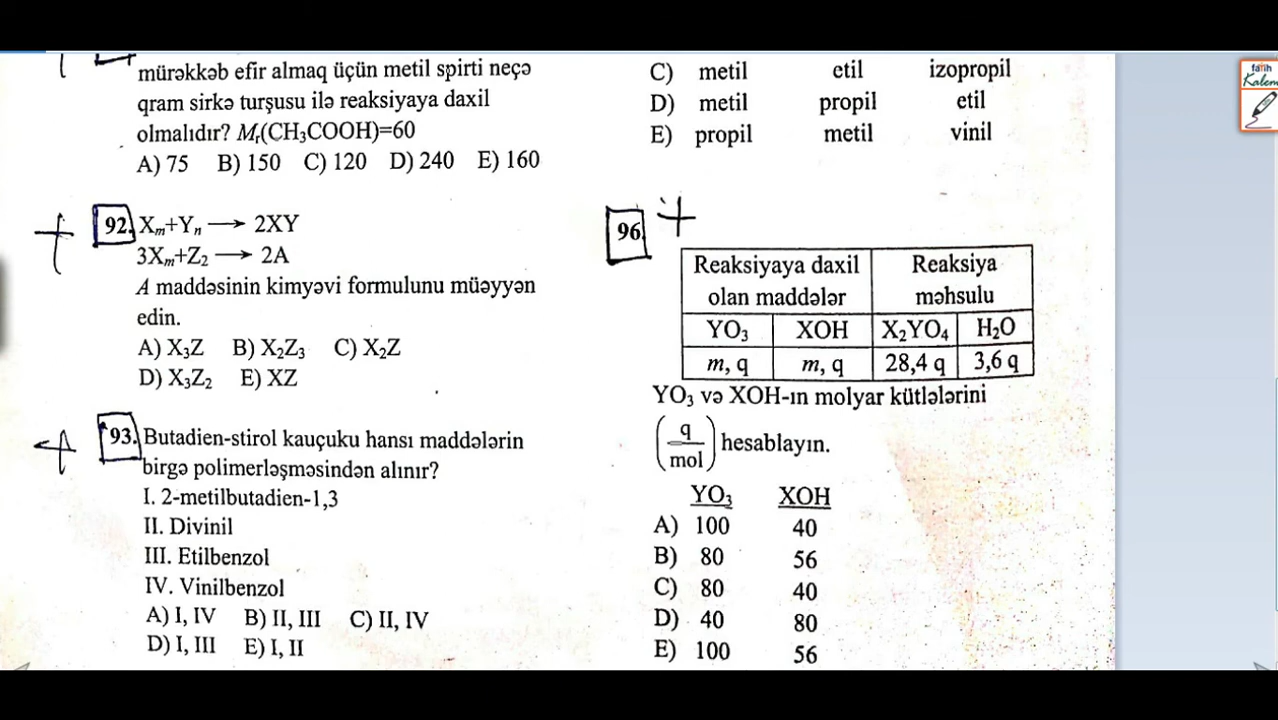 mürəkkəb efir almaq üçün metil spirti neçə
qram sirkə turşusu ilə reaksiyaya daxil
olmalıdır? Mr(CH₃COOH)=60
A) 75 B) 150 C) 120 D) 240 E) 160
92. Xₘ+Yₙ → 2XY
3Xₘ+Z₂ → 2A
A maddəsinin kimyəvi formulunu müəyyən
edin.
A) X₃Z B) X₂Z₃ C) X₂Z
D) X₃Z₂ E) XZ
93. Butadien-stirol kauçuku hansı maddələrin
birgə polimerləşməsindən alınır?
I. 2-metilbutadien-1,3
II. Divinil
III. Etilbenzol
IV. Vinilbenzol
A) I, IV B) II, III C) II, IV
D) I, III E) I, II
C) metil etil izopropil
D) metil propil etil
E) propil metil vinil
96.
Reaksiyaya daxil Reaksiya
olan maddələr məhsulu
YO₃ XOH X₂YO₄ H₂O
m, q m, q 28,4 q 3,6 q
YO₃ və XOH-ın molyar kütlələrini
(q/mol) hesablayın.
YO₃ XOH
A) 100 40
B) 80 56
C) 80 40
D) 40 80
E) 100 56
fatih
Kalem